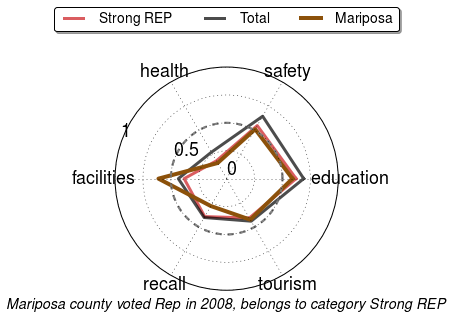 Strong REP Total Mariposa
health safety
1
0.5
0
facilities education
recall tourism
Mariposa county voted Rep in 2008, belongs to category Strong REP